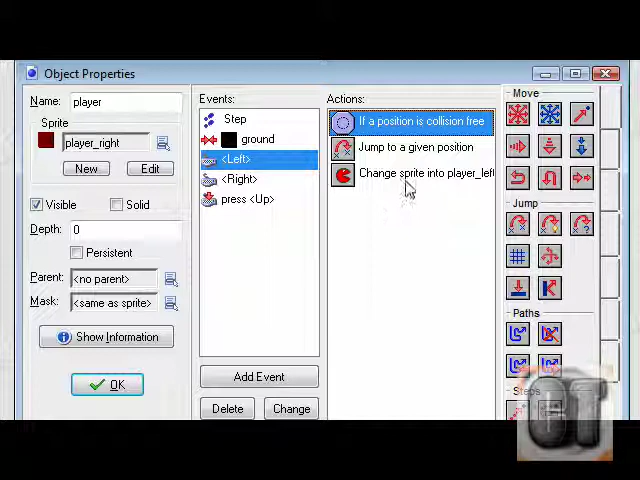 Object Properties
Name: player
Sprite
player_right
New
Edit
Visible
Solid
Depth: 0
Persistent
Parent: <no parent>
Mask: <same as sprite>
Show Information
OK
Events:
Step
ground
<Left>
<Right>
press <Up>
Add Event
Delete
Change
Actions:
If a position is collision free
Jump to a given position
Change sprite into player_left
Move
Jump
Paths
Steps
GT